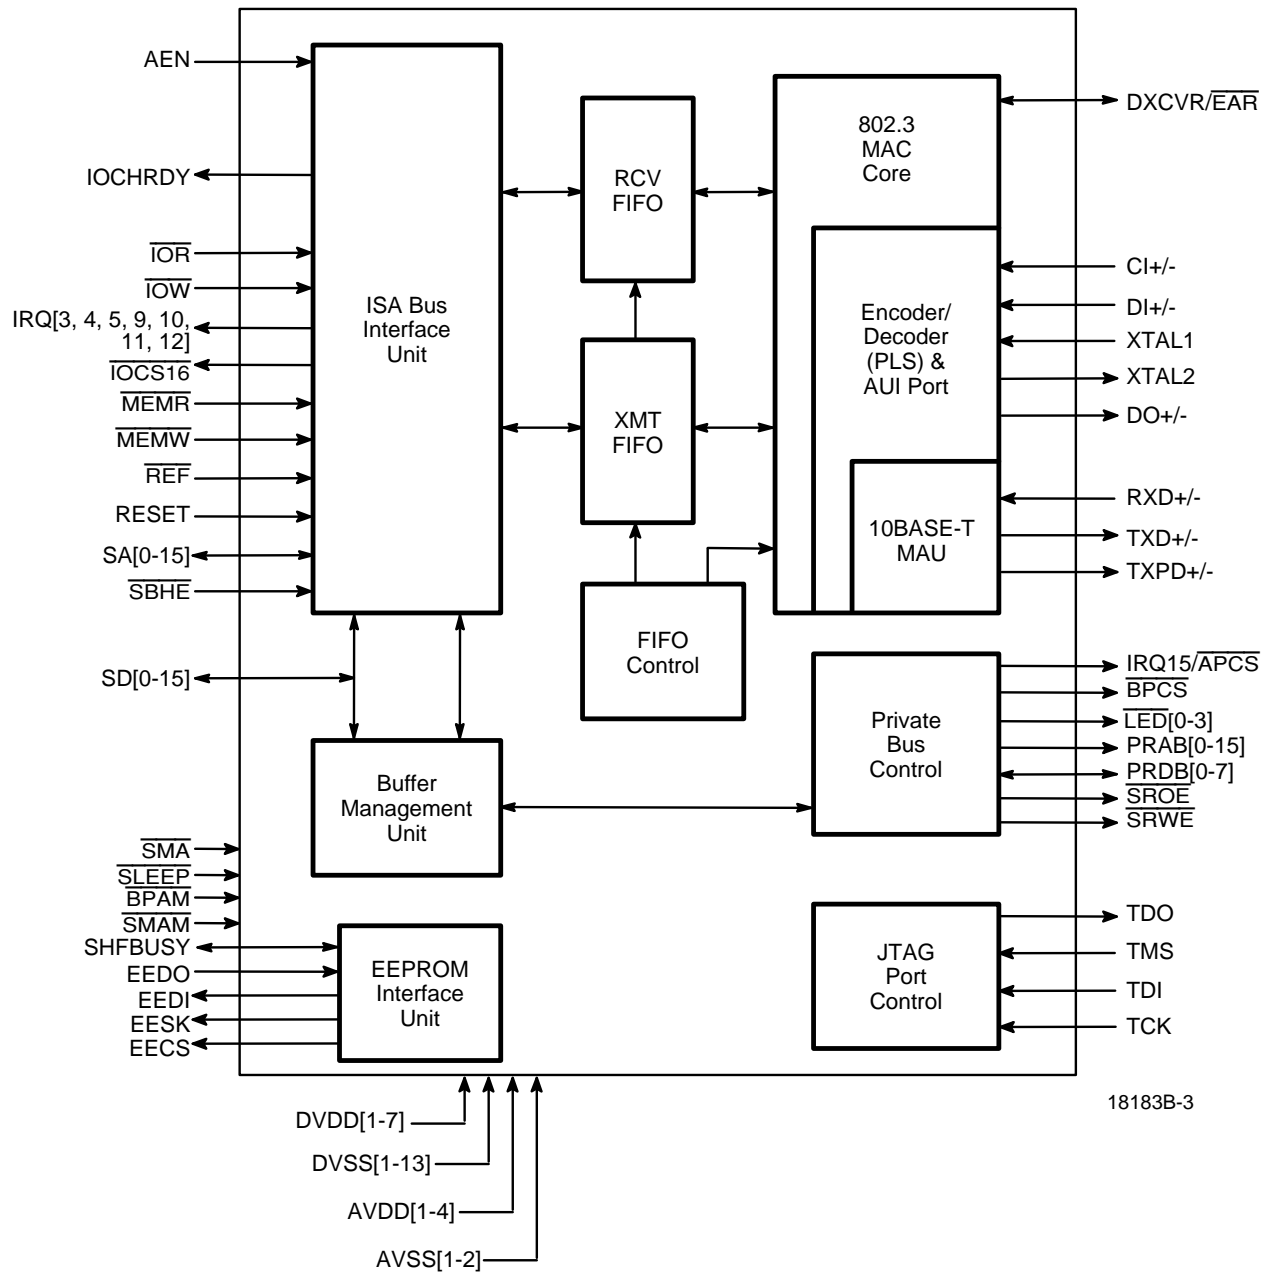 AEN
IOCHRDY
IOR
IOW
IRQ[3, 4, 5, 9, 10,
11, 12]
IOCS16
MEMR
MEMW
REF
RESET
SA[0-15]
SBHE
SD[0-15]
SMA
SLEEP
BPAM
SMAM
SHFBUSY
EEDO
EEDI
EESK
EECS
ISA Bus
Interface
Unit
Buffer
Management
Unit
EEPROM
Interface
Unit
RCV
FIFO
XMT
FIFO
FIFO
Control
802.3
MAC
Core
Encoder/
Decoder
(PLS) &
AUI Port
10BASE-T
MAU
Private
Bus
Control
JTAG
Port
Control
DXCVR/EAR
CI+/-
DI+/-
XTAL1
XTAL2
DO+/-
RXD+/-
TXD+/-
TXPD+/-
IRQ15/APCS
BPCS
LED[0-3]
PRAB[0-15]
PRDB[0-7]
SROE
SRWE
TDO
TMS
TDI
TCK
DVDD[1-7]
DVSS[1-13]
AVDD[1-4]
AVSS[1-2]
18183B-3